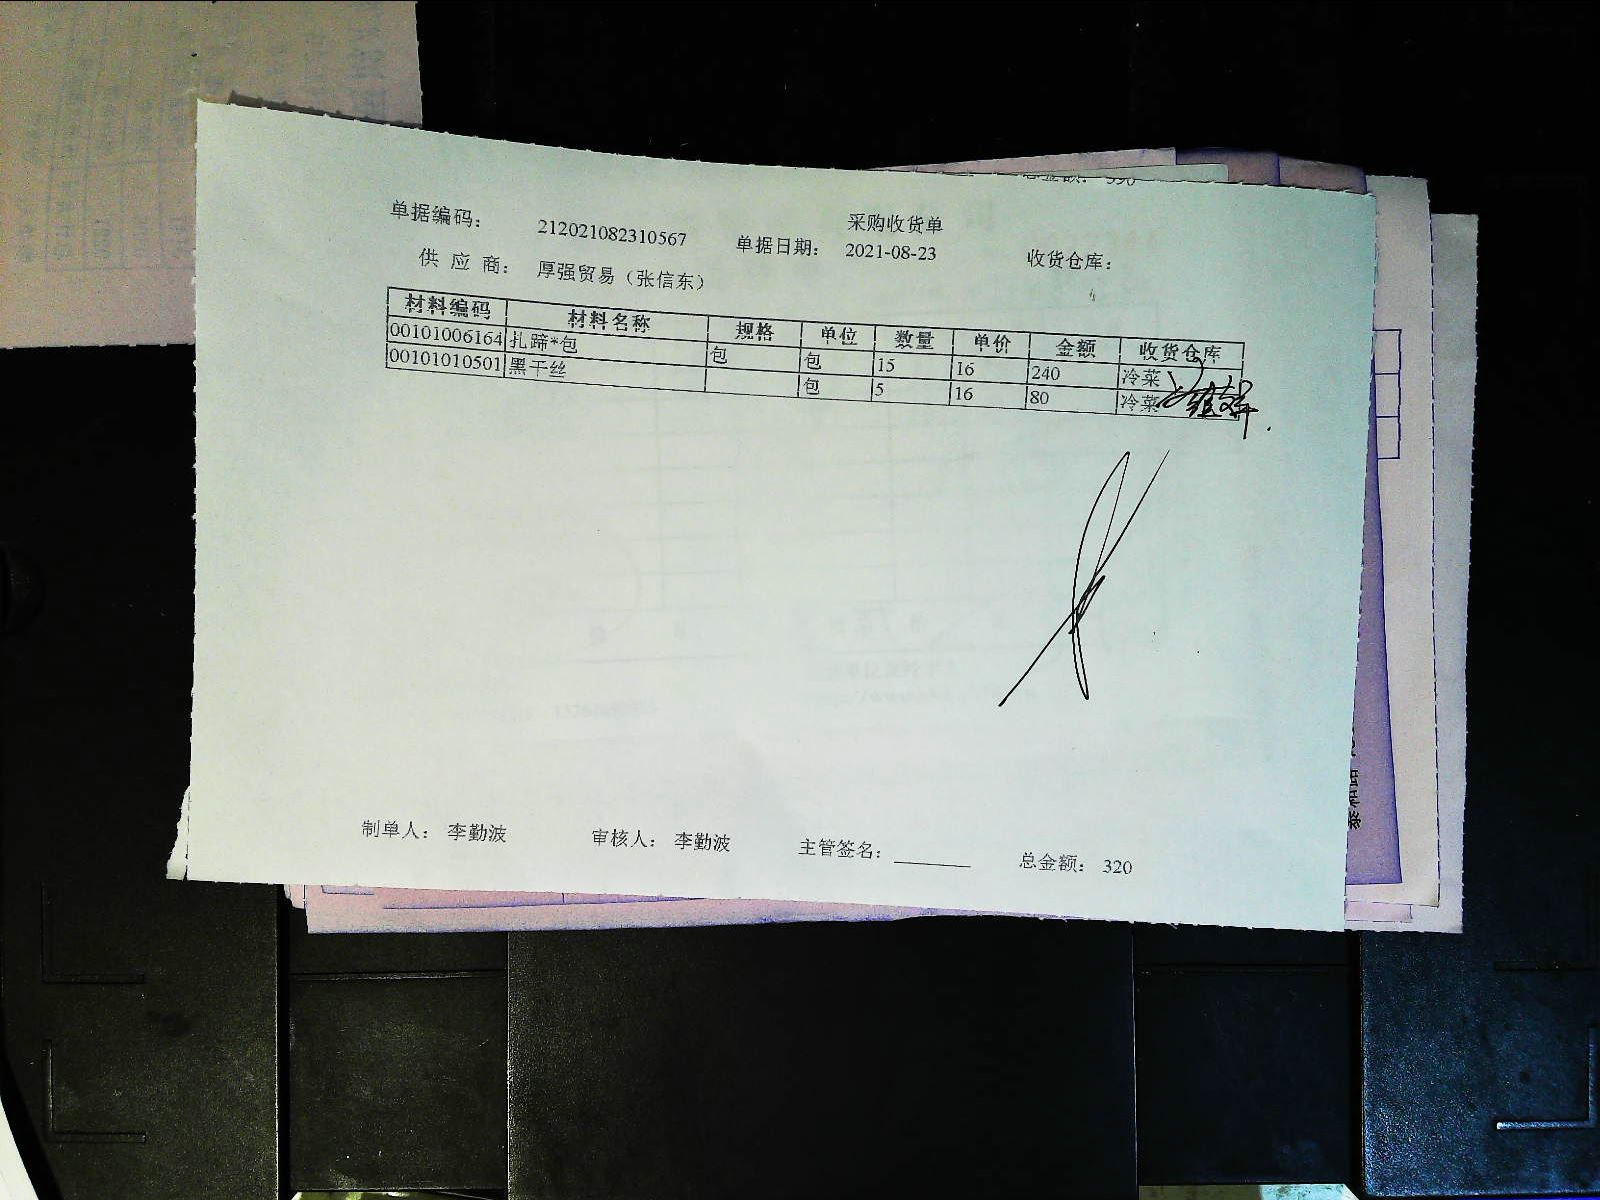 采购收货单
单据编码： 212021082310567 单据日期： 2021-08-23 收货仓库：
供 应 商： 厚强贸易（张信东）
材料编码 材料名称 规格 单位 数量 单价 金额 收货仓库
00101006164 扎蹄*包 包 包 15 16 240 冷菜
00101010501 黑干丝 包 5 16 80 冷菜
制单人： 李勤波 审核人： 李勤波 主管签名： 总金额： 320